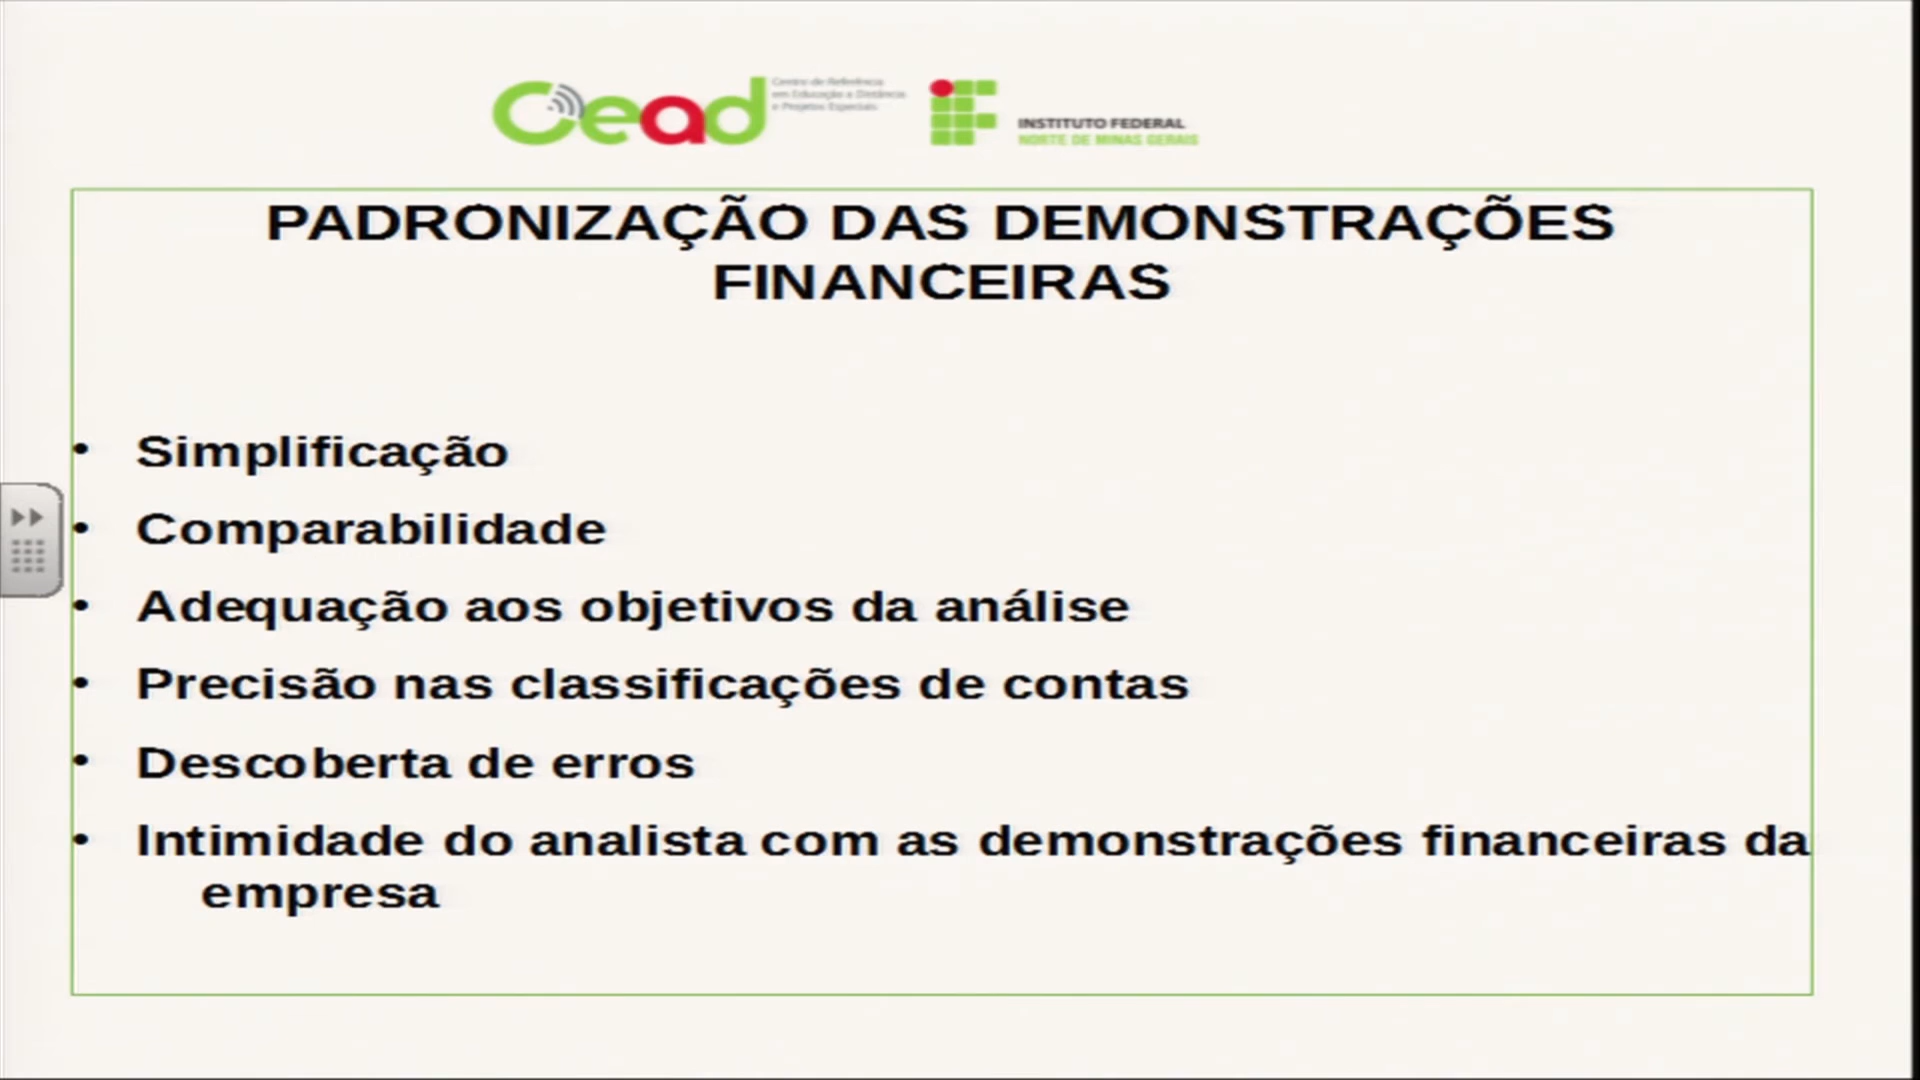 Cead
Centro de Referência
em Educação a Distância
e Projetos Especiais
INSTITUTO FEDERAL
NORTE DE MINAS GERAIS
PADRONIZAÇÃO DAS DEMONSTRAÇÕES
FINANCEIRAS
• Simplificação
• Comparabilidade
• Adequação aos objetivos da análise
• Precisão nas classificações de contas
• Descoberta de erros
• Intimidade do analista com as demonstrações financeiras da
empresa